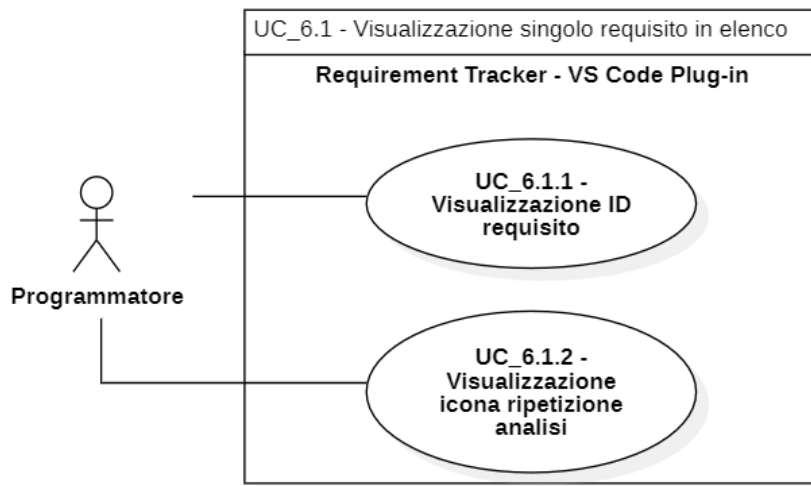 UC_6.1 - Visualizzazione singolo requisito in elenco
Requirement Tracker - VS Code Plug-in
UC_6.1.1 -
Visualizzazione ID
requisito
Programmatore
UC_6.1.2 -
Visualizzazione
icona ripetizione
analisi